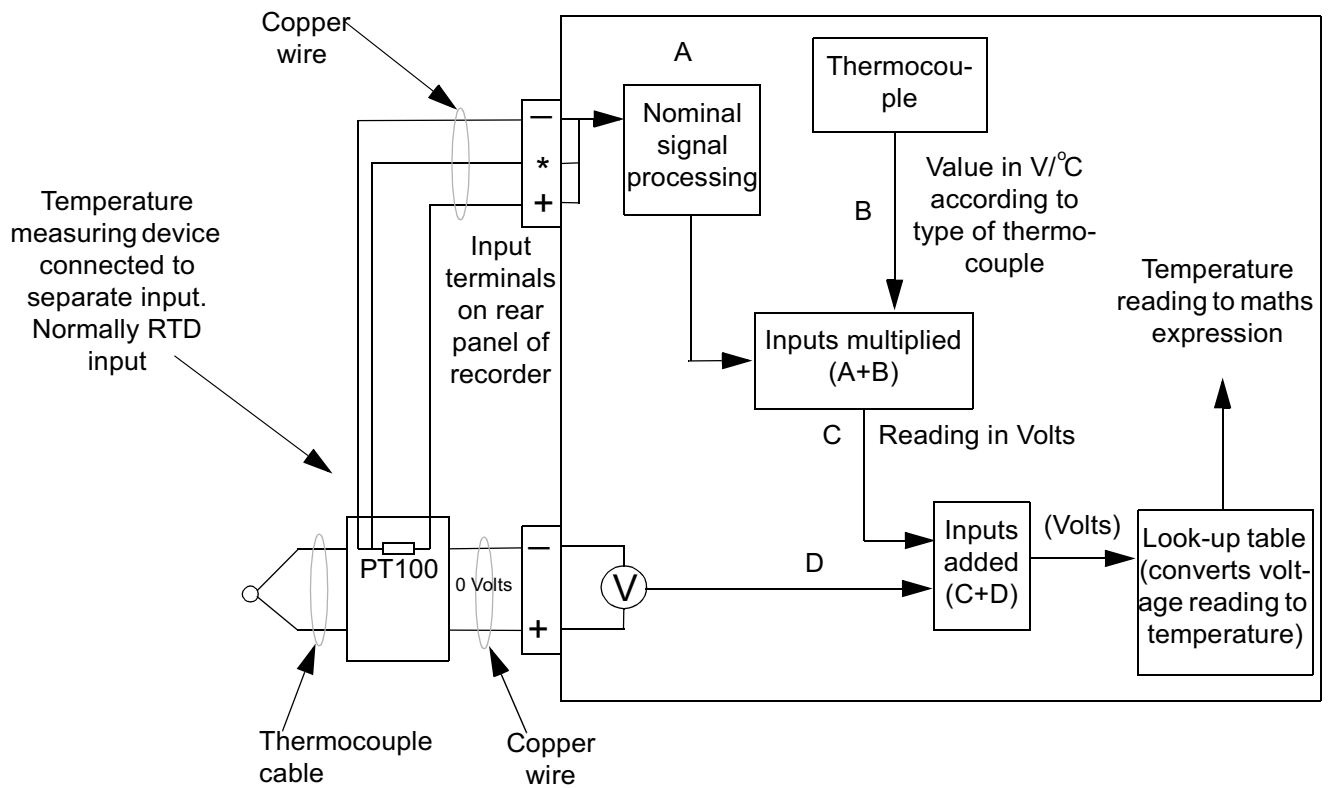 Copper
wire
A
Nominal
signal
processing
Thermocou-
ple
Value in V/°C
according to
type of thermo-
couple
B
−
*
+
Input
terminals
on rear
panel of
recorder
Temperature
measuring device
connected to
separate input.
Normally RTD
input
Temperature
reading to maths
expression
Inputs multiplied
(A+B)
C
Reading in Volts
Inputs
added
(C+D)
(Volts)
Look-up table
(converts volt-
age reading to
temperature)
D
V
−
+
0 Volts
PT100
Thermocouple
cable
Copper
wire